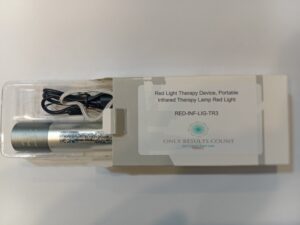 Red Light Therapy Device, Portable
Infrared Therapy Lamp Red Light
RED-INF-LIG-TR3
ONLY RESULTS COUNT